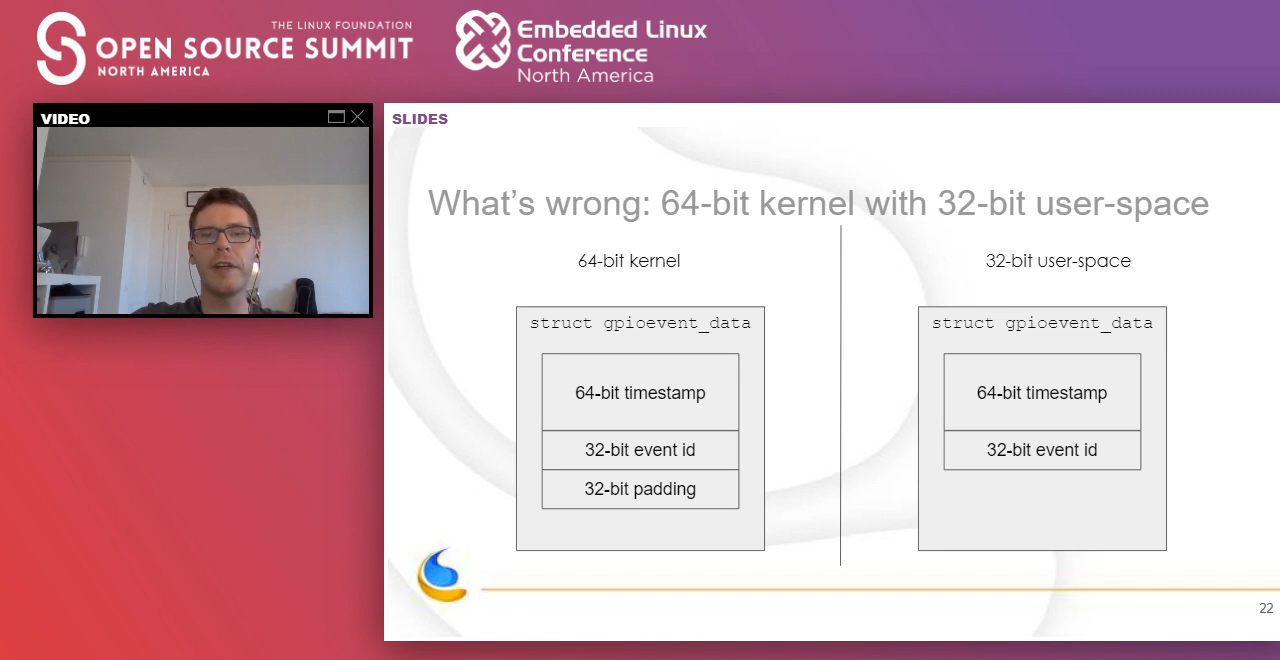 THE LINUX FOUNDATION
OPEN SOURCE SUMMIT
NORTH AMERICA
Embedded Linux
Conference
North America
VIDEO
SLIDES
What's wrong: 64-bit kernel with 32-bit user-space
64-bit kernel
32-bit user-space
struct gpioevent_data
64-bit timestamp
32-bit event id
32-bit padding
struct gpioevent_data
64-bit timestamp
32-bit event id
22